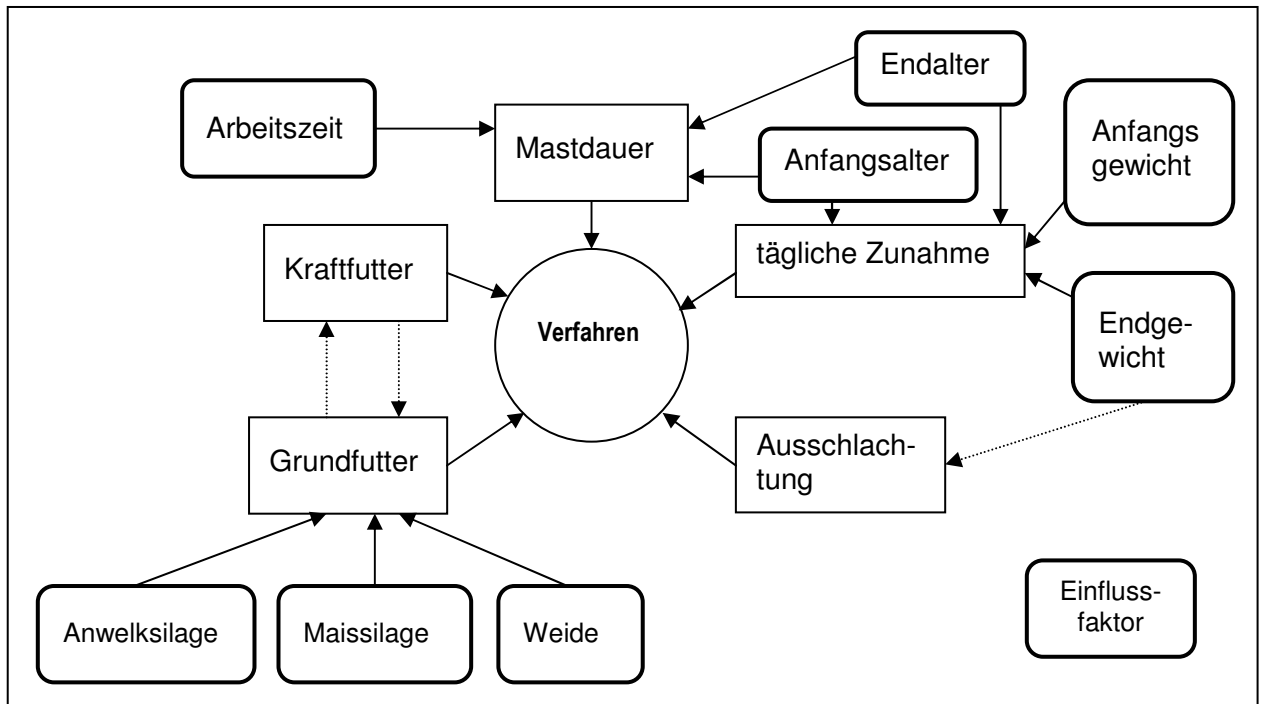 Endalter
Arbeitszeit
Mastdauer
Anfangsalter
Anfangs
gewicht
Kraftfutter
tägliche Zunahme
Verfahren
Endge-
wicht
Grundfutter
Ausschlach-
tung
Anwelksilage
Maissilage
Weide
Einfluss-
faktor